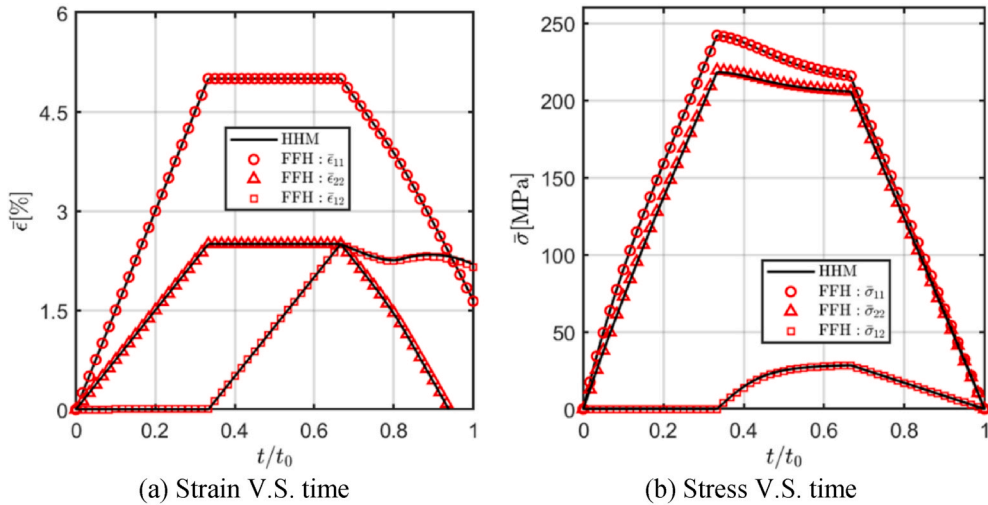 6
4.5
3
1.5
0
ϵ̄[%]
HHM
FFH : ϵ̄₁₁
FFH : ϵ̄₂₂
FFH : ϵ̄₁₂
0 0.2 0.4 0.6 0.8 1
t/t₀
(a) Strain V.S. time
250
200
150
100
50
0
σ̄[MPa]
HHM
FFH : σ̄₁₁
FFH : σ̄₂₂
FFH : σ̄₁₂
0 0.2 0.4 0.6 0.8 1
t/t₀
(b) Stress V.S. time